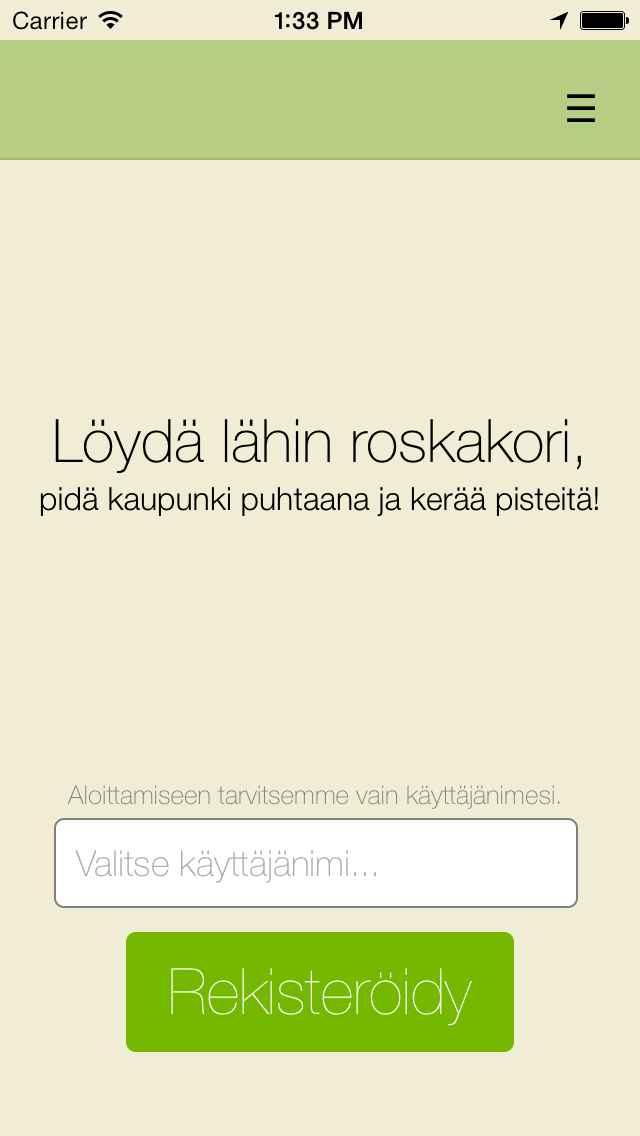 Carrier 1:33 PM
Löydä lähin roskakori,
pidä kaupunki puhtaana ja kerää pisteitä!
Aloittamiseen tarvitsemme vain käyttäjänimesi.
Valitse käyttäjänimi...
Rekisteröidy